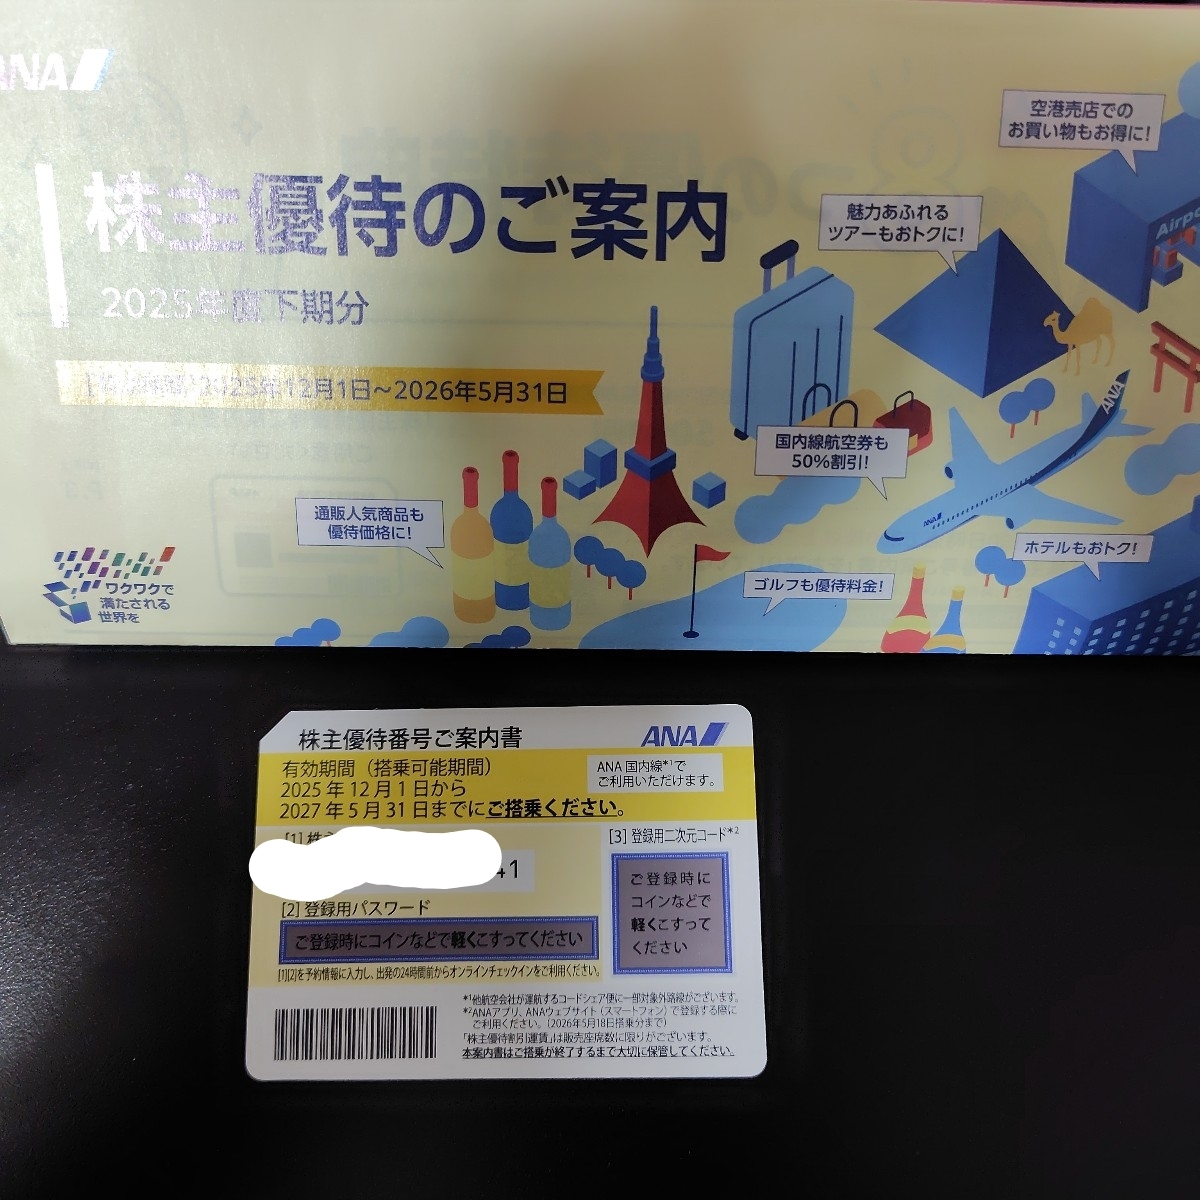 ANA
株主優待のご案内
2025年度下期分
2025年12月1日~2026年5月31日
空港売店での
お買い物もお得に!
魅力あふれる
ツアーもおトクに!
Airpo
国内線航空券も
50%割引!
ANA
ANA
通販人気商品も
優待価格に!
ホテルもおトク!
ゴルフも優待料金!
ワクワクで
満たされる
世界を
株主優待番号ご案内書
ANA
有効期間(搭乗可能期間)
2025年12月1日から
2027年5月31日までにご搭乗ください。
ANA国内線*1で
ご利用いただけます。
[1]株主
41
[2]登録用パスワード
ご登録時にコインなどで軽くこすってください
[1][2]を予約情報に入力し、出発の24時間前からオンラインチェックインをご利用ください。
[3]登録用二次元コード*2
ご登録時に
コインなどで
軽くこすって
ください
*1他航空会社が運航するコードシェア便に一部対象外路線がございます。
*2ANAアプリ、ANAウェブサイト(スマートフォン)で登録する際に
ご利用ください。(2026年5月18日搭乗分まで)
「株主優待割引運賃」は販売座席数に限りがございます。
本案内書はご搭乗が終了するまで大切に保管してください。